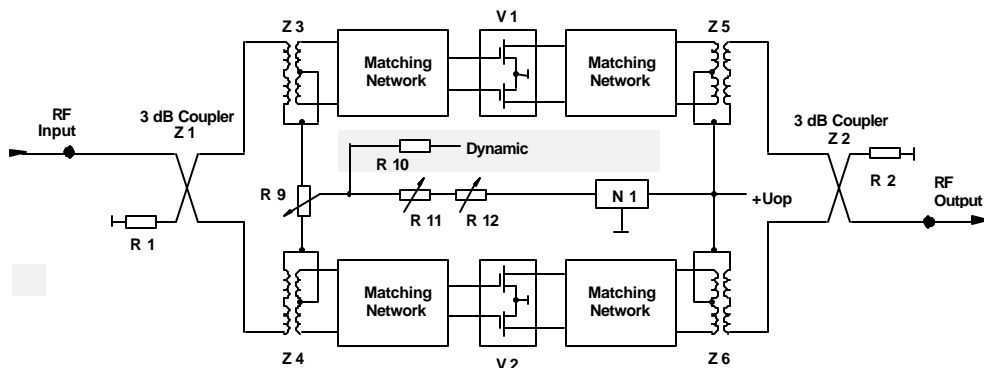 Z 3
V 1
Z 5
Matching
Network
Matching
Network
RF
Input
3 dB Coupler
Z 1
3 dB Coupler
Z 2
R 10
Dynamic
R 9
R 11
R 12
N 1
+Uop
R 2
RF
Output
R 1
Matching
Network
Matching
Network
Z 4
V 2
Z 6